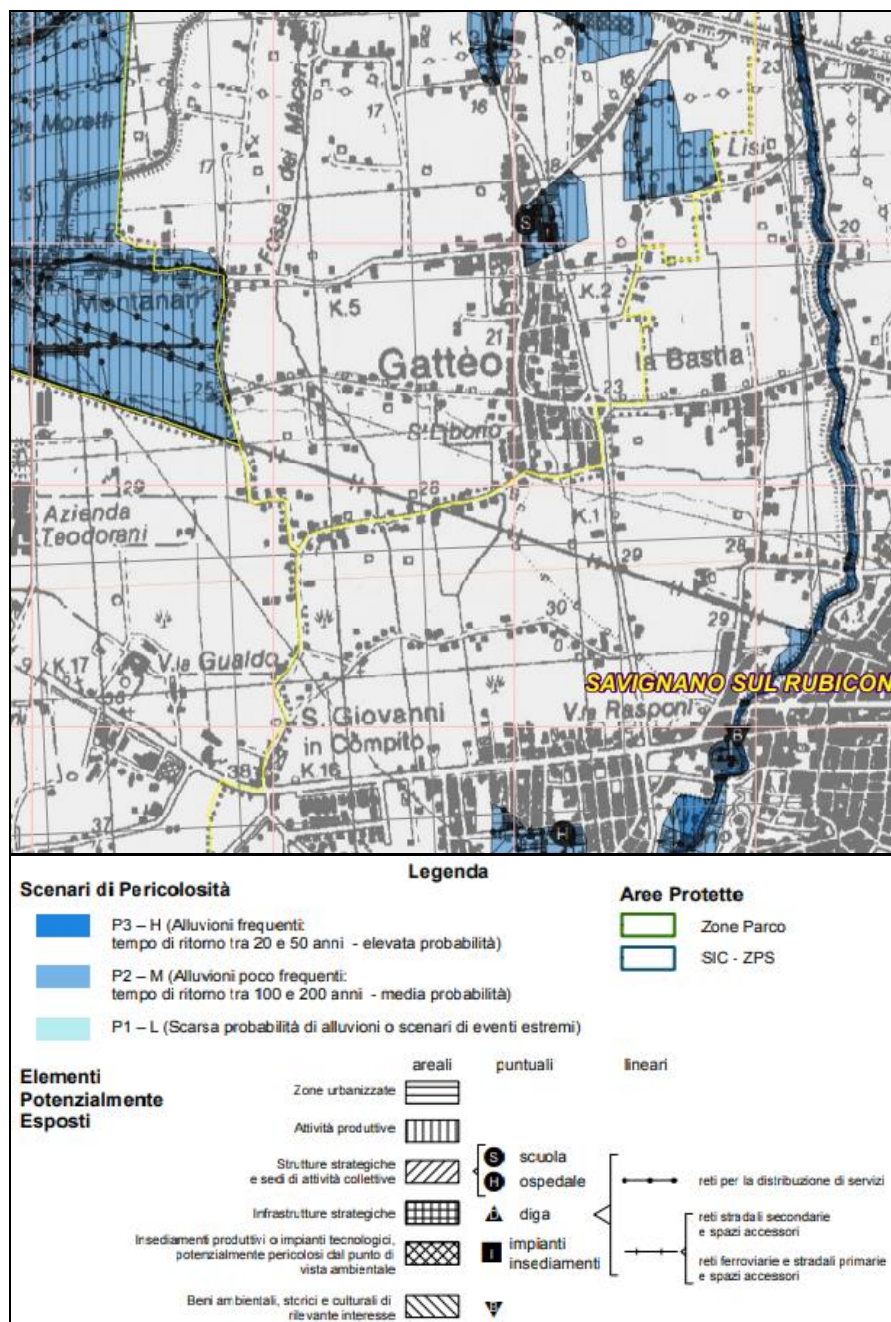 K
16
16
23
Moretti
17
17
Fossa dei Màceri
C.se Lisi
18
S
20
Montanari
K.5
K.2
21
Gattèo
la Bastia
25
23
S. Liborio
29
26
Azienda
Teodorani
K.1
28
29
30
29
V.la Gualdo
K.17
SAVIGNANO SUL RUBICON
S. Giovanni
in Còmpito
V.la Rasponi
B
38
K 16
37
H
Legenda
Scenari di Pericolosità
P3 – H (Alluvioni frequenti:
tempo di ritorno tra 20 e 50 anni - elevata probabilità)
P2 – M (Alluvioni poco frequenti:
tempo di ritorno tra 100 e 200 anni - media probabilità)
P1 – L (Scarsa probabilità di alluvioni o scenari di eventi estremi)
Aree Protette
Zone Parco
SIC - ZPS
Elementi
Potenzialmente
Esposti
areali puntuali lineari
Zone urbanizzate
Attività produttive
Strutture strategiche
e sedi di attività collettive
S scuola
H ospedale
Infrastrutture strategiche
D diga
Insediamenti produttivi o impianti tecnologici,
potenzialmente pericolosi dal punto di
vista ambientale
I impianti
insediamenti
Beni ambientali, storici e culturali di
rilevante interesse
B
reti per la distribuzione di servizi
reti stradali secondarie
e spazi accessori
reti ferroviarie e stradali primarie
e spazi accessori